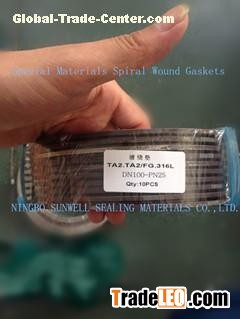 Global-Trade-Center.com
Special Materials Spiral Wound Gaskets
缠绕垫
TA2.TA2/FG.316L
DN100-PN25
Qty:10PCS
NINGBO SUNWELL SEALING MATERIALS CO.,LTD.
TradeLEO.com